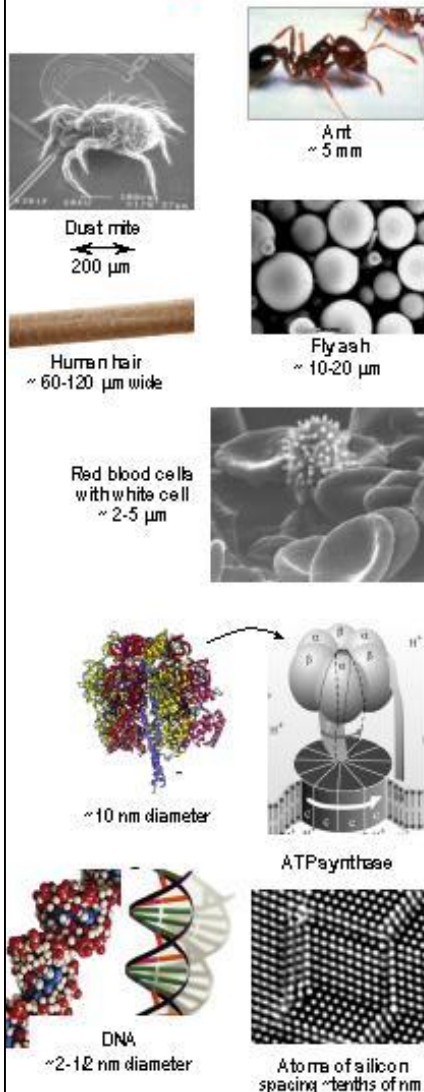 Ant
~ 5 mm
Dust mite
200 µm
Human hair
~ 60-120 µm wide
Fly ash
~ 10-20 µm
Red blood cells
with white cell
~ 2-5 µm
~10 nm diameter
α
β
α
β
α
β
H⁺
H⁺
c
c
c
c
ATP synthase
DNA
~2-1/2 nm diameter
Atoms of silicon
spacing ~tenths of nm